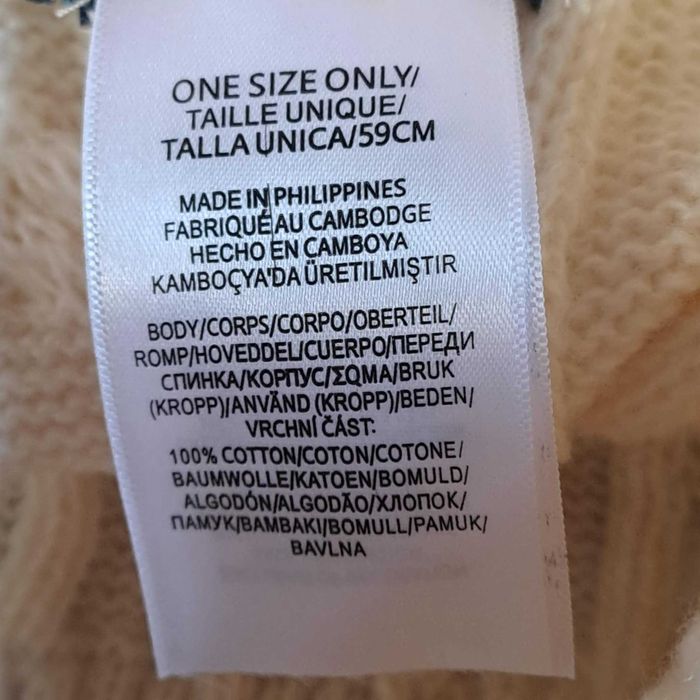 ONE SIZE ONLY/
TAILLE UNIQUE/
TALLA UNICA/59CM
MADE IN PHILIPPINES
FABRIQUÉ AU CAMBODGE
HECHO EN CAMBOYA
KAMBOÇYA'DA ÜRETILMIŞTIR
BODY/CORPS/CORPO/OBERTEIL/
ROMP/HOVEDDEL/CUERPO/ПЕРЕДИ
СПИНКА/КОРПУС/ΣΩΜΑ/BRUK
(KROPP)/ANVÄND (KROPP)/BEDEN/
VRCHNÍ ČÁST:
100% COTTON/COTON/COTONE/
BAUMWOLLE/KATOEN/BOMULD/
ALGODÓN/ALGODÃO/ХЛОПОК/
ПАМУК/BAMBAKI/BOMULL/PAMUK/
BAVLNA